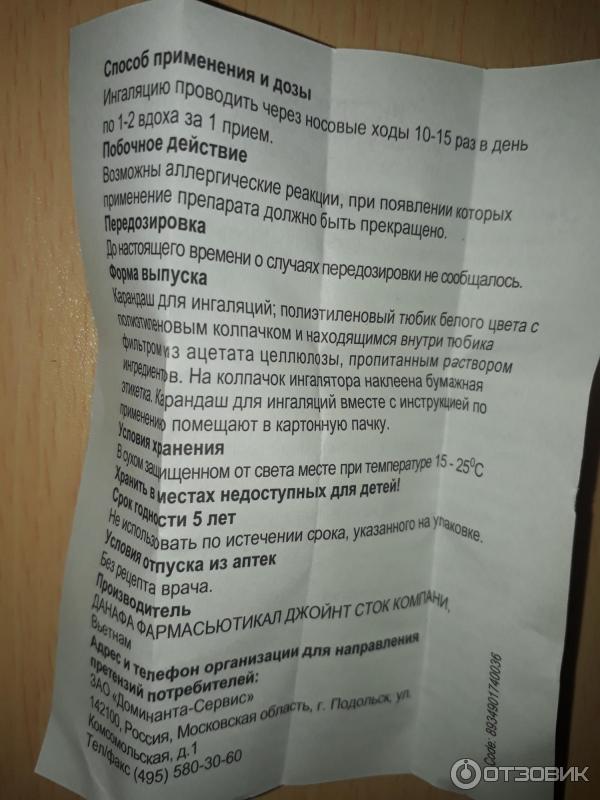 Способ применения и дозы
Ингаляцию проводить через носовые ходы 10-15 раз в день
по 1-2 вдоха за 1 прием.
Побочное действие
Возможны аллергические реакции, при появлении которых
применение препарата должно быть прекращено.
Передозировка
До настоящего времени о случаях передозировки не сообщалось.
Форма выпуска
Карандаш для ингаляций; полиэтиленовый тюбик белого цвета с
полиэтиленовым колпачком и находящимся внутри тюбика
фильтром из ацетата целлюлозы, пропитанным раствором
ингредиентов. На колпачок ингалятора наклеена бумажная
этикетка. Карандаш для ингаляций вместе с инструкцией по
применению помещают в картонную пачку.
Условия хранения
В сухом защищенном от света месте при температуре 15 - 25⁰C
Хранить в местах недоступных для детей!
Срок годности 5 лет
Не использовать по истечении срока, указанного на упаковке.
Условия отпуска из аптек
Без рецепта врача.
Производитель
ДАНАФА ФАРМАСЬЮТИКАЛ ДЖОЙНТ СТОК КОМПАНИ,
Вьетнам
Адрес и телефон организации для направления
претензий потребителей:
ЗАО «Доминанта-Сервис»
142100, Россия, Московская область, г. Подольск, ул.
Комсомольская, д.1
Тел/факс (495) 580-30-60
Code: 8934901740036
ОТЗОВИК